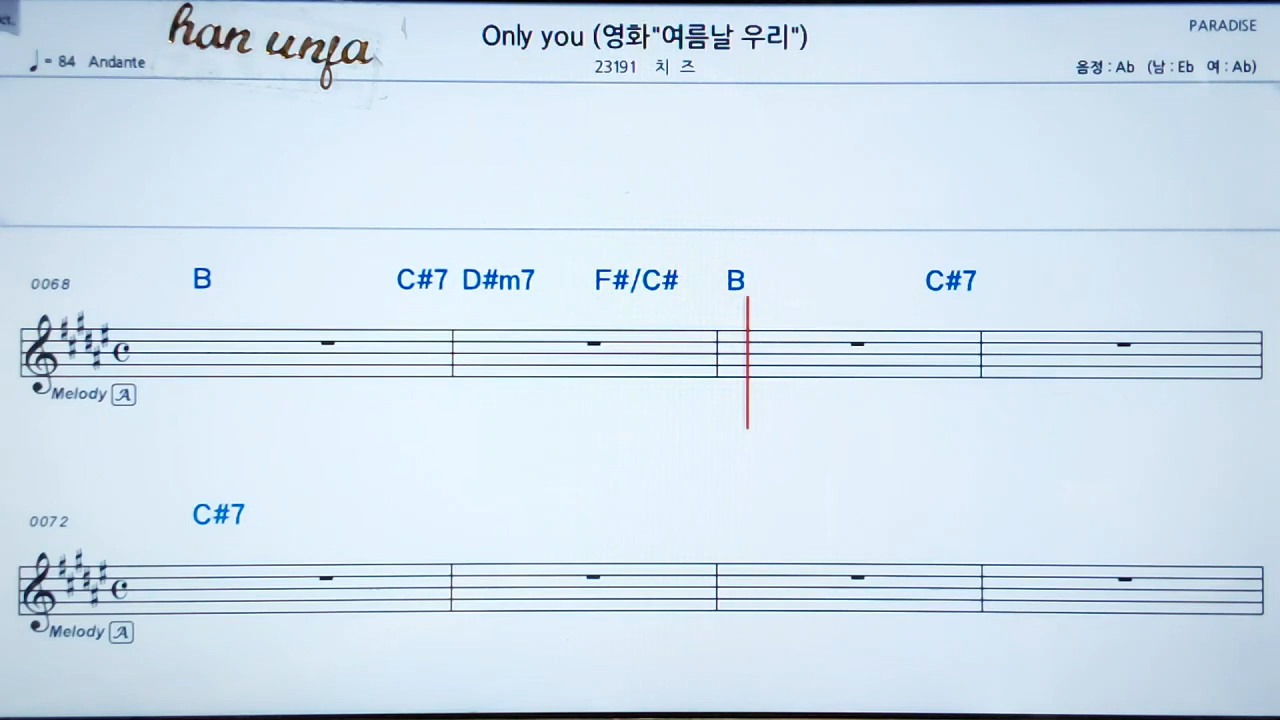 ct.
han unja
Only you (영화"여름날 우리")
PARADISE
♩= 84 Andante
23191 치 즈
음정 : Ab (남 : Eb 여 : Ab)
0068 B C#7 D#m7 F#/C# B C#7
Melody A
0072 C#7
Melody A